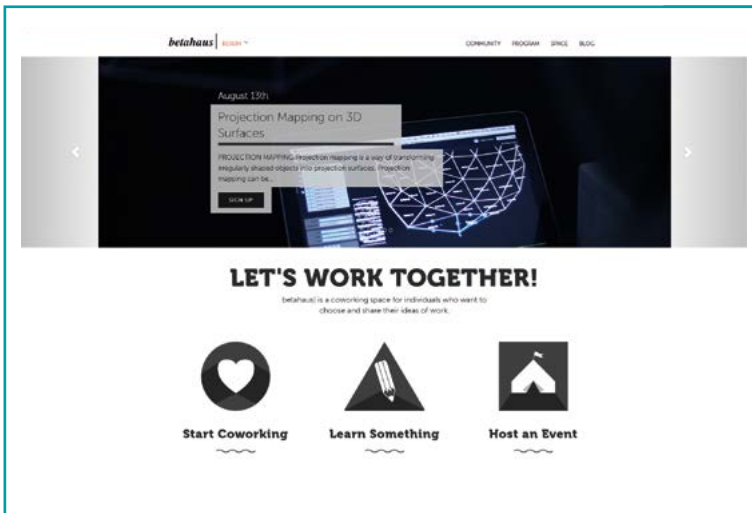 betahaus| BERLIN
COMMUNITY PROGRAM SPACE BLOG
August 13th
Projection Mapping on 3D
Surfaces
PROJECTION MAPPING Projection mapping is a way of transforming
irregularly shaped objects into projection surfaces. Projection
mapping can be...
SIGN UP
LET'S WORK TOGETHER!
betahaus| is a coworking space for individuals who want to
choose and share their ideas of work.
Start Coworking
Learn Something
Host an Event